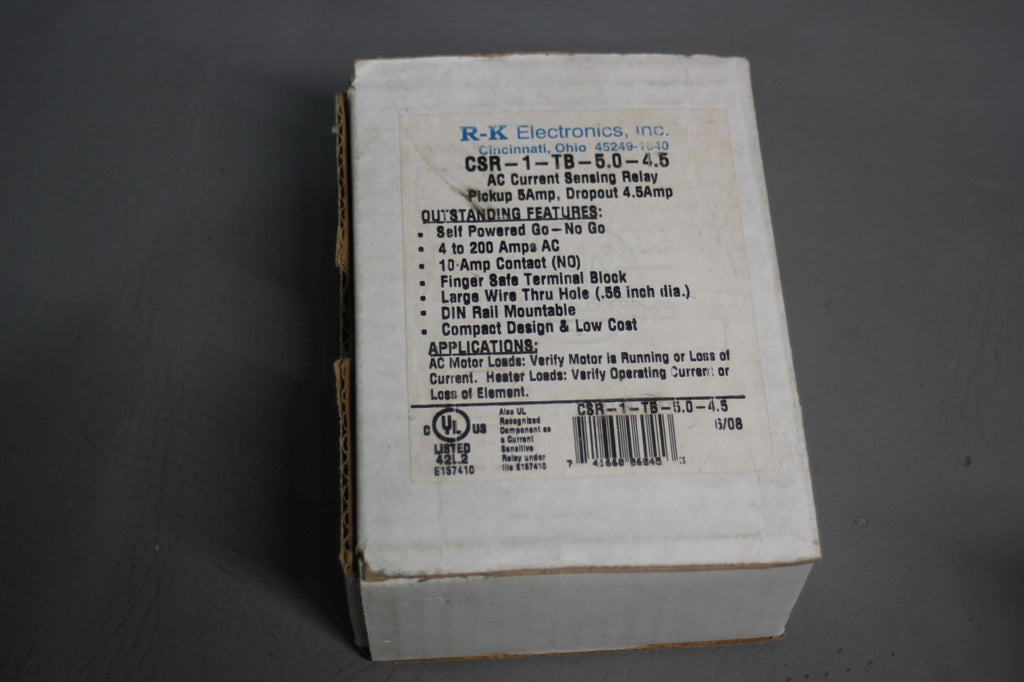 R-K Electronics, Inc.
Cincinnati, Ohio 45249-1640
CSR-1-TB-5.0-4.5
AC Current Sensing Relay
Pickup 5Amp, Dropout 4.5Amp
OUTSTANDING FEATURES:
• Self Powered Go-No Go
• 4 to 200 Amps AC
• 10 Amp Contact (NO)
• Finger Safe Terminal Block
• Large Wire Thru Hole (.56 inch dia.)
• DIN Rail Mountable
• Compact Design & Low Cost
APPLICATIONS:
AC Motor Loads: Verify Motor is Running or Loss of
Current. Heater Loads: Verify Operating Current or
Loss of Element.
c UL US
LISTED
42L2
E157410
Also UL
Recognized
Component as
a Current
Sensitive
Relay under
file E157410
CSR-1-TB-5.0-4.5
7 41660 06045 3
6/08